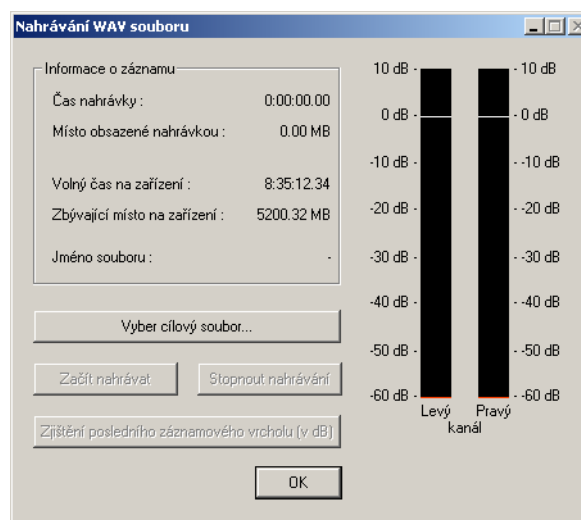 Nahrávání WAV souboru
Informace o záznamu
Čas nahrávky : 0:00:00.00
Místo obsazené nahrávkou : 0.00 MB
Volný čas na zařízení : 8:35:12.34
Zbývající místo na zařízení : 5200.32 MB
Jméno souboru : -
Vyber cílový soubor...
Začít nahrávat Stopnout nahrávání
Zjištění posledního záznamového vrcholu (v dB)
OK
10 dB - - 10 dB
0 dB - - 0 dB
-10 dB - - -10 dB
-20 dB - - -20 dB
-30 dB - - -30 dB
-40 dB - - -40 dB
-50 dB - - -50 dB
-60 dB - - -60 dB
Levý Pravý
kanál